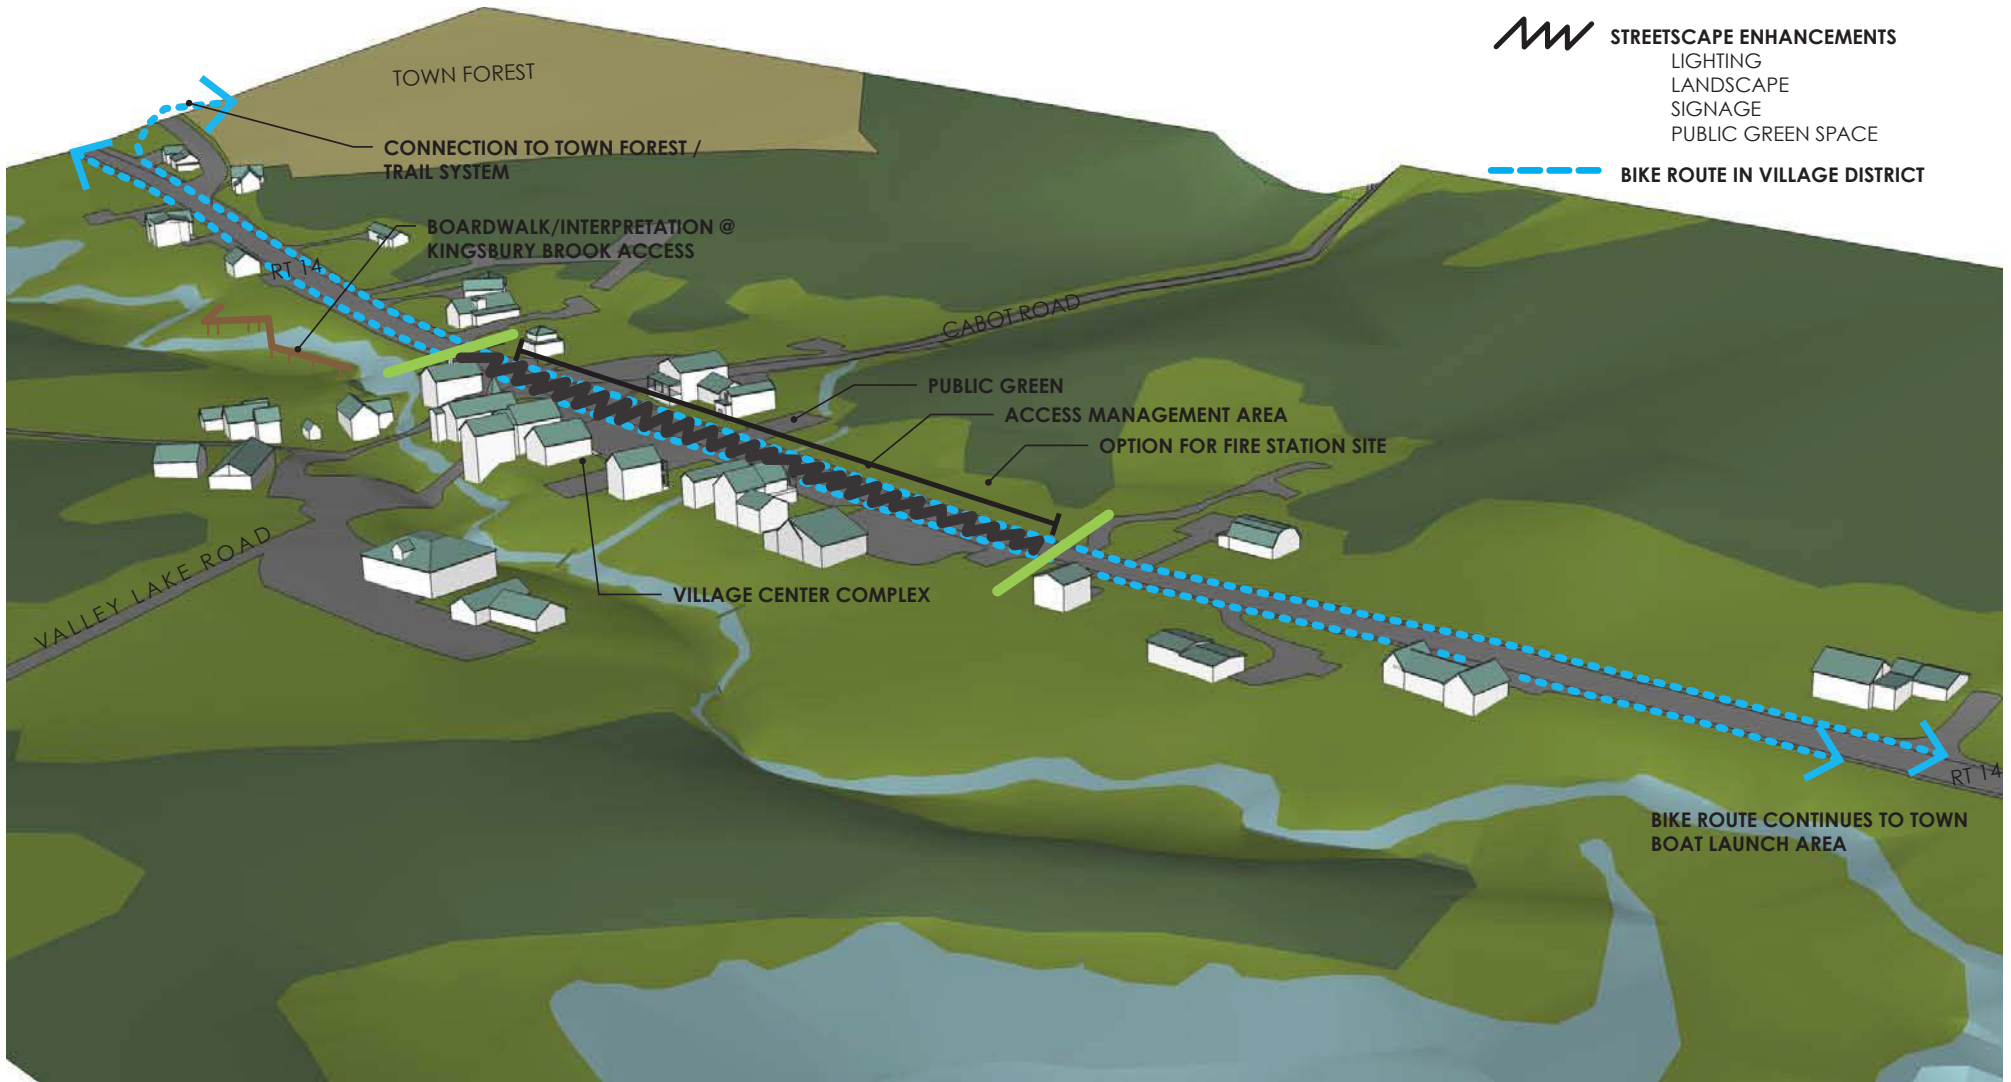 STREETSCAPE ENHANCEMENTS
LIGHTING
LANDSCAPE
SIGNAGE
PUBLIC GREEN SPACE
BIKE ROUTE IN VILLAGE DISTRICT
TOWN FOREST
CONNECTION TO TOWN FOREST /
TRAIL SYSTEM
BOARDWALK/INTERPRETATION @
KINGSBURY BROOK ACCESS
RT 14
CABOT ROAD
PUBLIC GREEN
ACCESS MANAGEMENT AREA
OPTION FOR FIRE STATION SITE
VALLEY LAKE ROAD
VILLAGE CENTER COMPLEX
RT 14
BIKE ROUTE CONTINUES TO TOWN
BOAT LAUNCH AREA